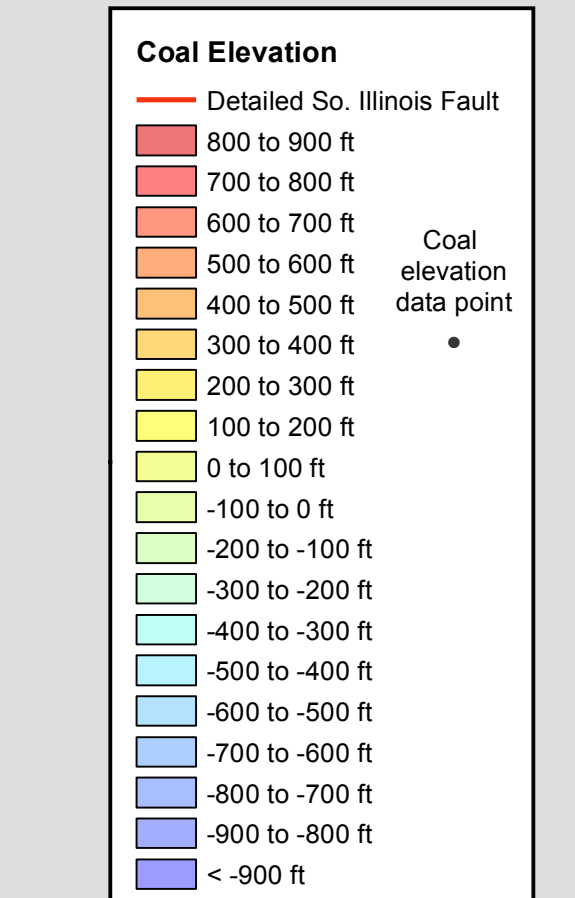 Coal Elevation
Detailed So. Illinois Fault
800 to 900 ft
700 to 800 ft
600 to 700 ft
500 to 600 ft
400 to 500 ft
300 to 400 ft
200 to 300 ft
100 to 200 ft
0 to 100 ft
-100 to 0 ft
-200 to -100 ft
-300 to -200 ft
-400 to -300 ft
-500 to -400 ft
-600 to -500 ft
-700 to -600 ft
-800 to -700 ft
-900 to -800 ft
< -900 ft
Coal
elevation
data point